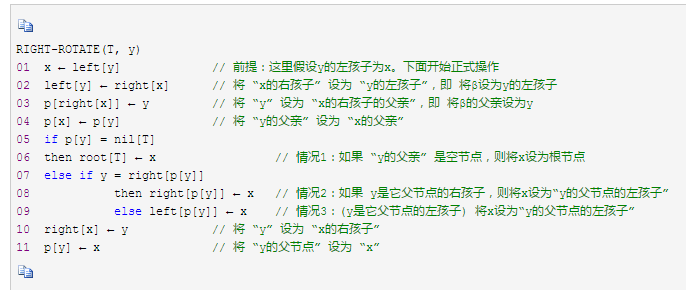 RIGHT-ROTATE(T, y)
01 x ← left[y] // 前提：这里假设y的左孩子为x。下面开始正式操作
02 left[y] ← right[x] // 将 “x的右孩子” 设为 “y的左孩子”，即 将β设为y的左孩子
03 p[right[x]] ← y // 将 “y” 设为 “x的右孩子的父亲”，即 将β的父亲设为y
04 p[x] ← p[y] // 将 “y的父亲” 设为 “x的父亲”
05 if p[y] = nil[T]
06 then root[T] ← x // 情况1：如果 “y的父亲” 是空节点，则将x设为根节点
07 else if y = right[p[y]]
08 then right[p[y]] ← x // 情况2：如果 y是它父节点的右孩子，则将x设为“y的父节点的左孩子”
09 else left[p[y]] ← x // 情况3：(y是它父节点的左孩子) 将x设为“y的父节点的左孩子”
10 right[x] ← y // 将 “y” 设为 “x的右孩子”
11 p[y] ← x // 将 “y的父节点” 设为 “x”